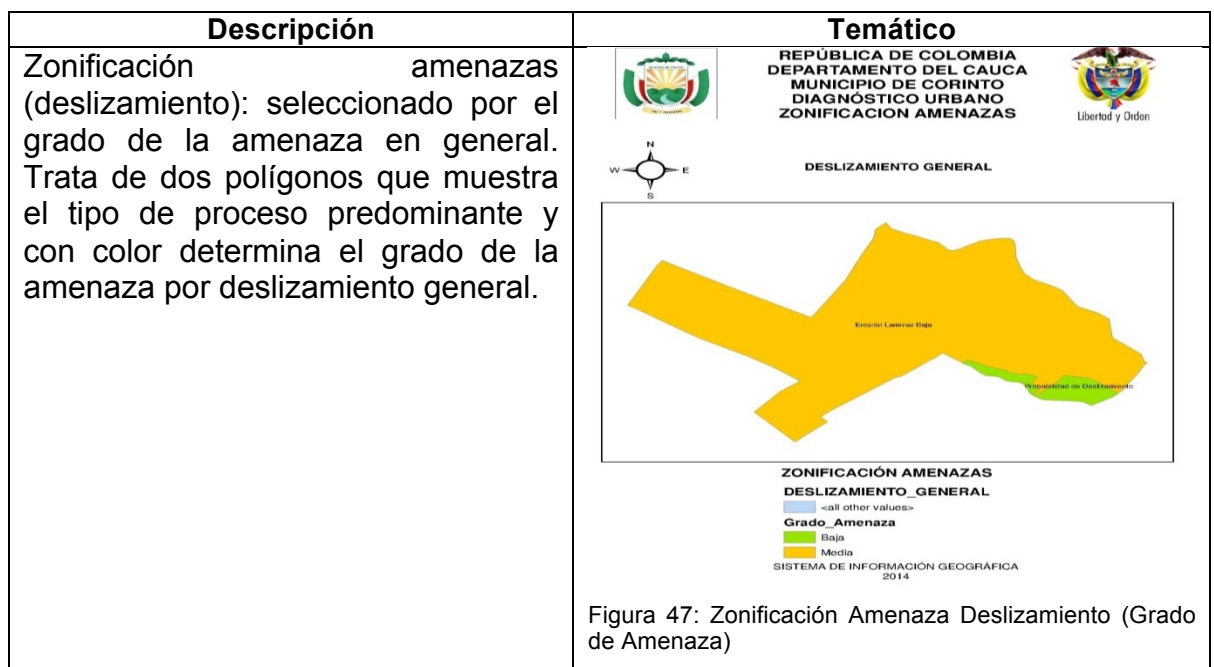 Descripción
Temático
Zonificación amenazas
(deslizamiento): seleccionado por el
grado de la amenaza en general.
Trata de dos polígonos que muestra
el tipo de proceso predominante y
con color determina el grado de la
amenaza por deslizamiento general.
REPÚBLICA DE COLOMBIA
DEPARTAMENTO DEL CAUCA
MUNICIPIO DE CORINTO
DIAGNÓSTICO URBANO
ZONIFICACION AMENAZAS
Libertad y Orden
N
W
E
S
DESLIZAMIENTO GENERAL
Erosión Laminar Baja
Probabilidad de Deslizamiento
ZONIFICACIÓN AMENAZAS
DESLIZAMIENTO_GENERAL
<all other values>
Grado_Amenaza
Baja
Media
SISTEMA DE INFORMACIÓN GEOGRÁFICA
2014
Figura 47: Zonificación Amenaza Deslizamiento (Grado
de Amenaza)